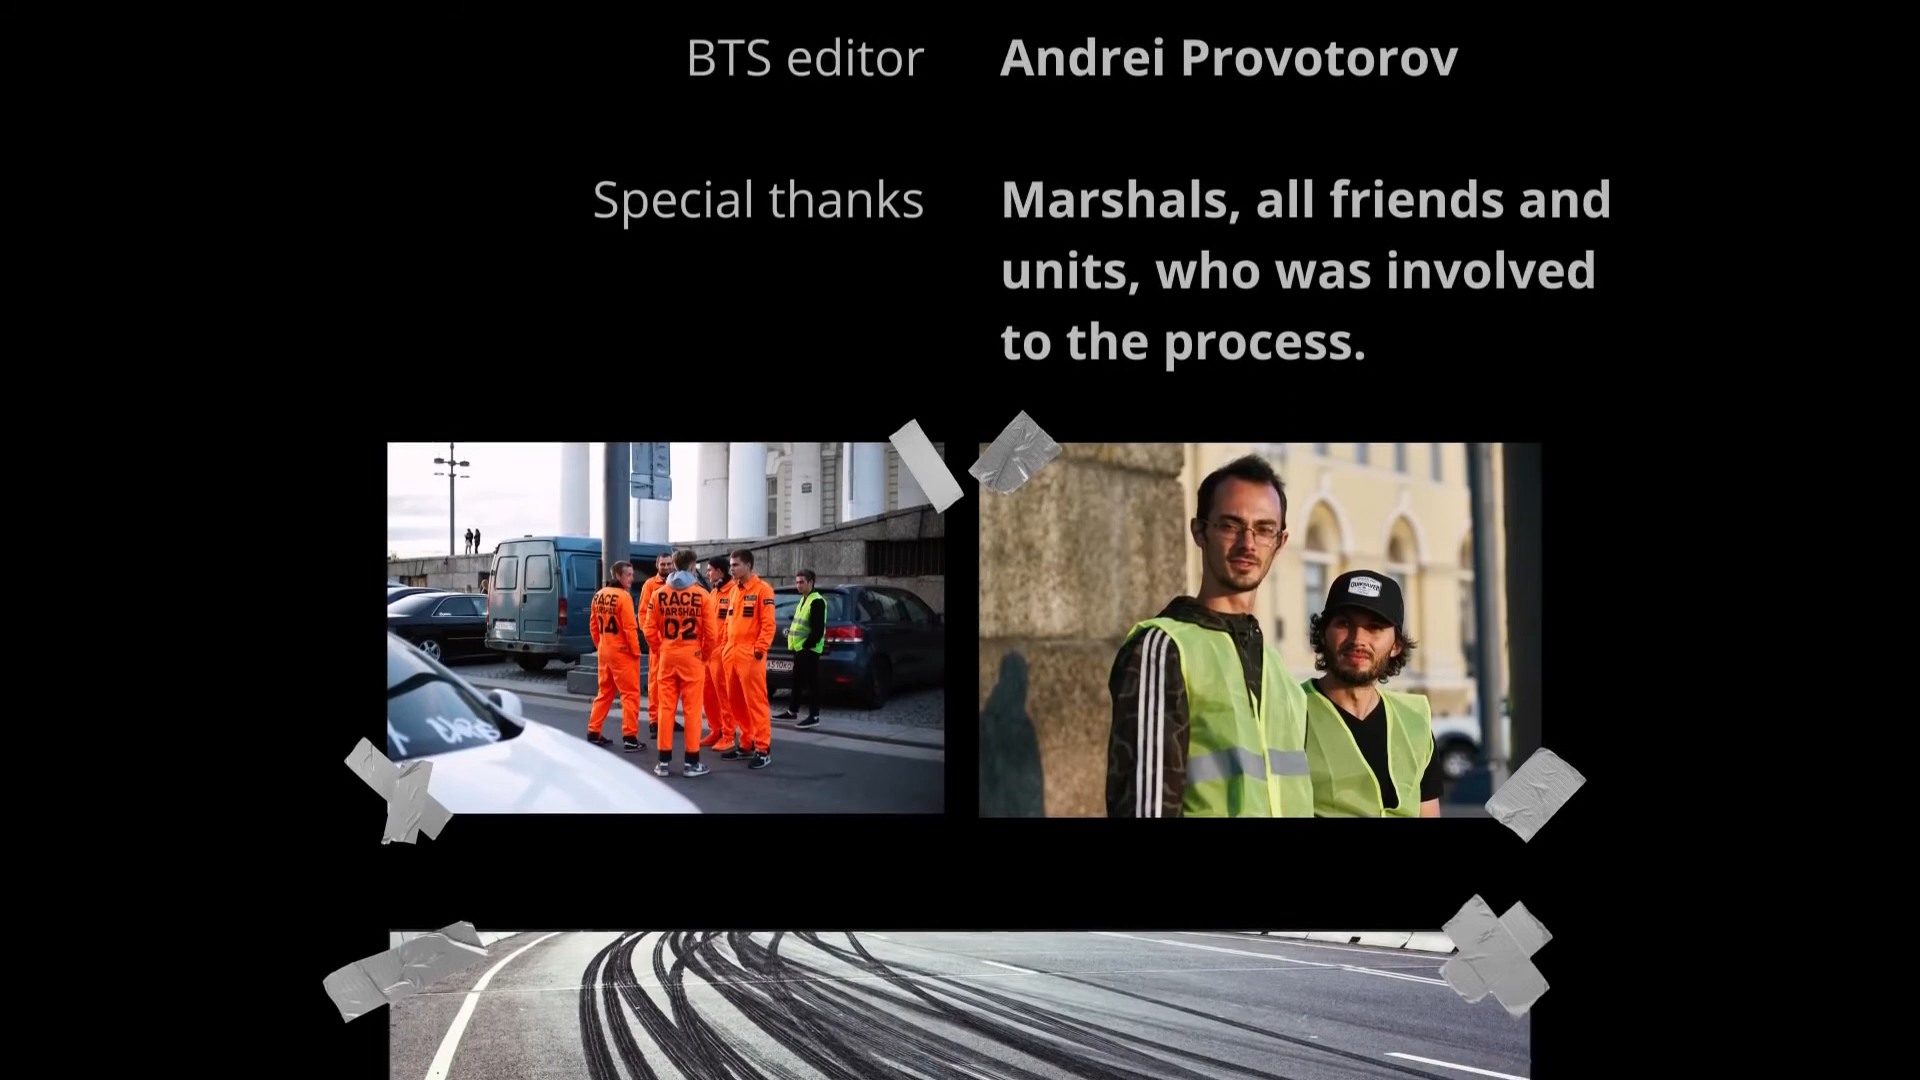 BTS editor Andrei Provotorov
Special thanks Marshals, all friends and
units, who was involved
to the process.
RACE
04
RACE
MARSHAL
02
QUIKSILVER